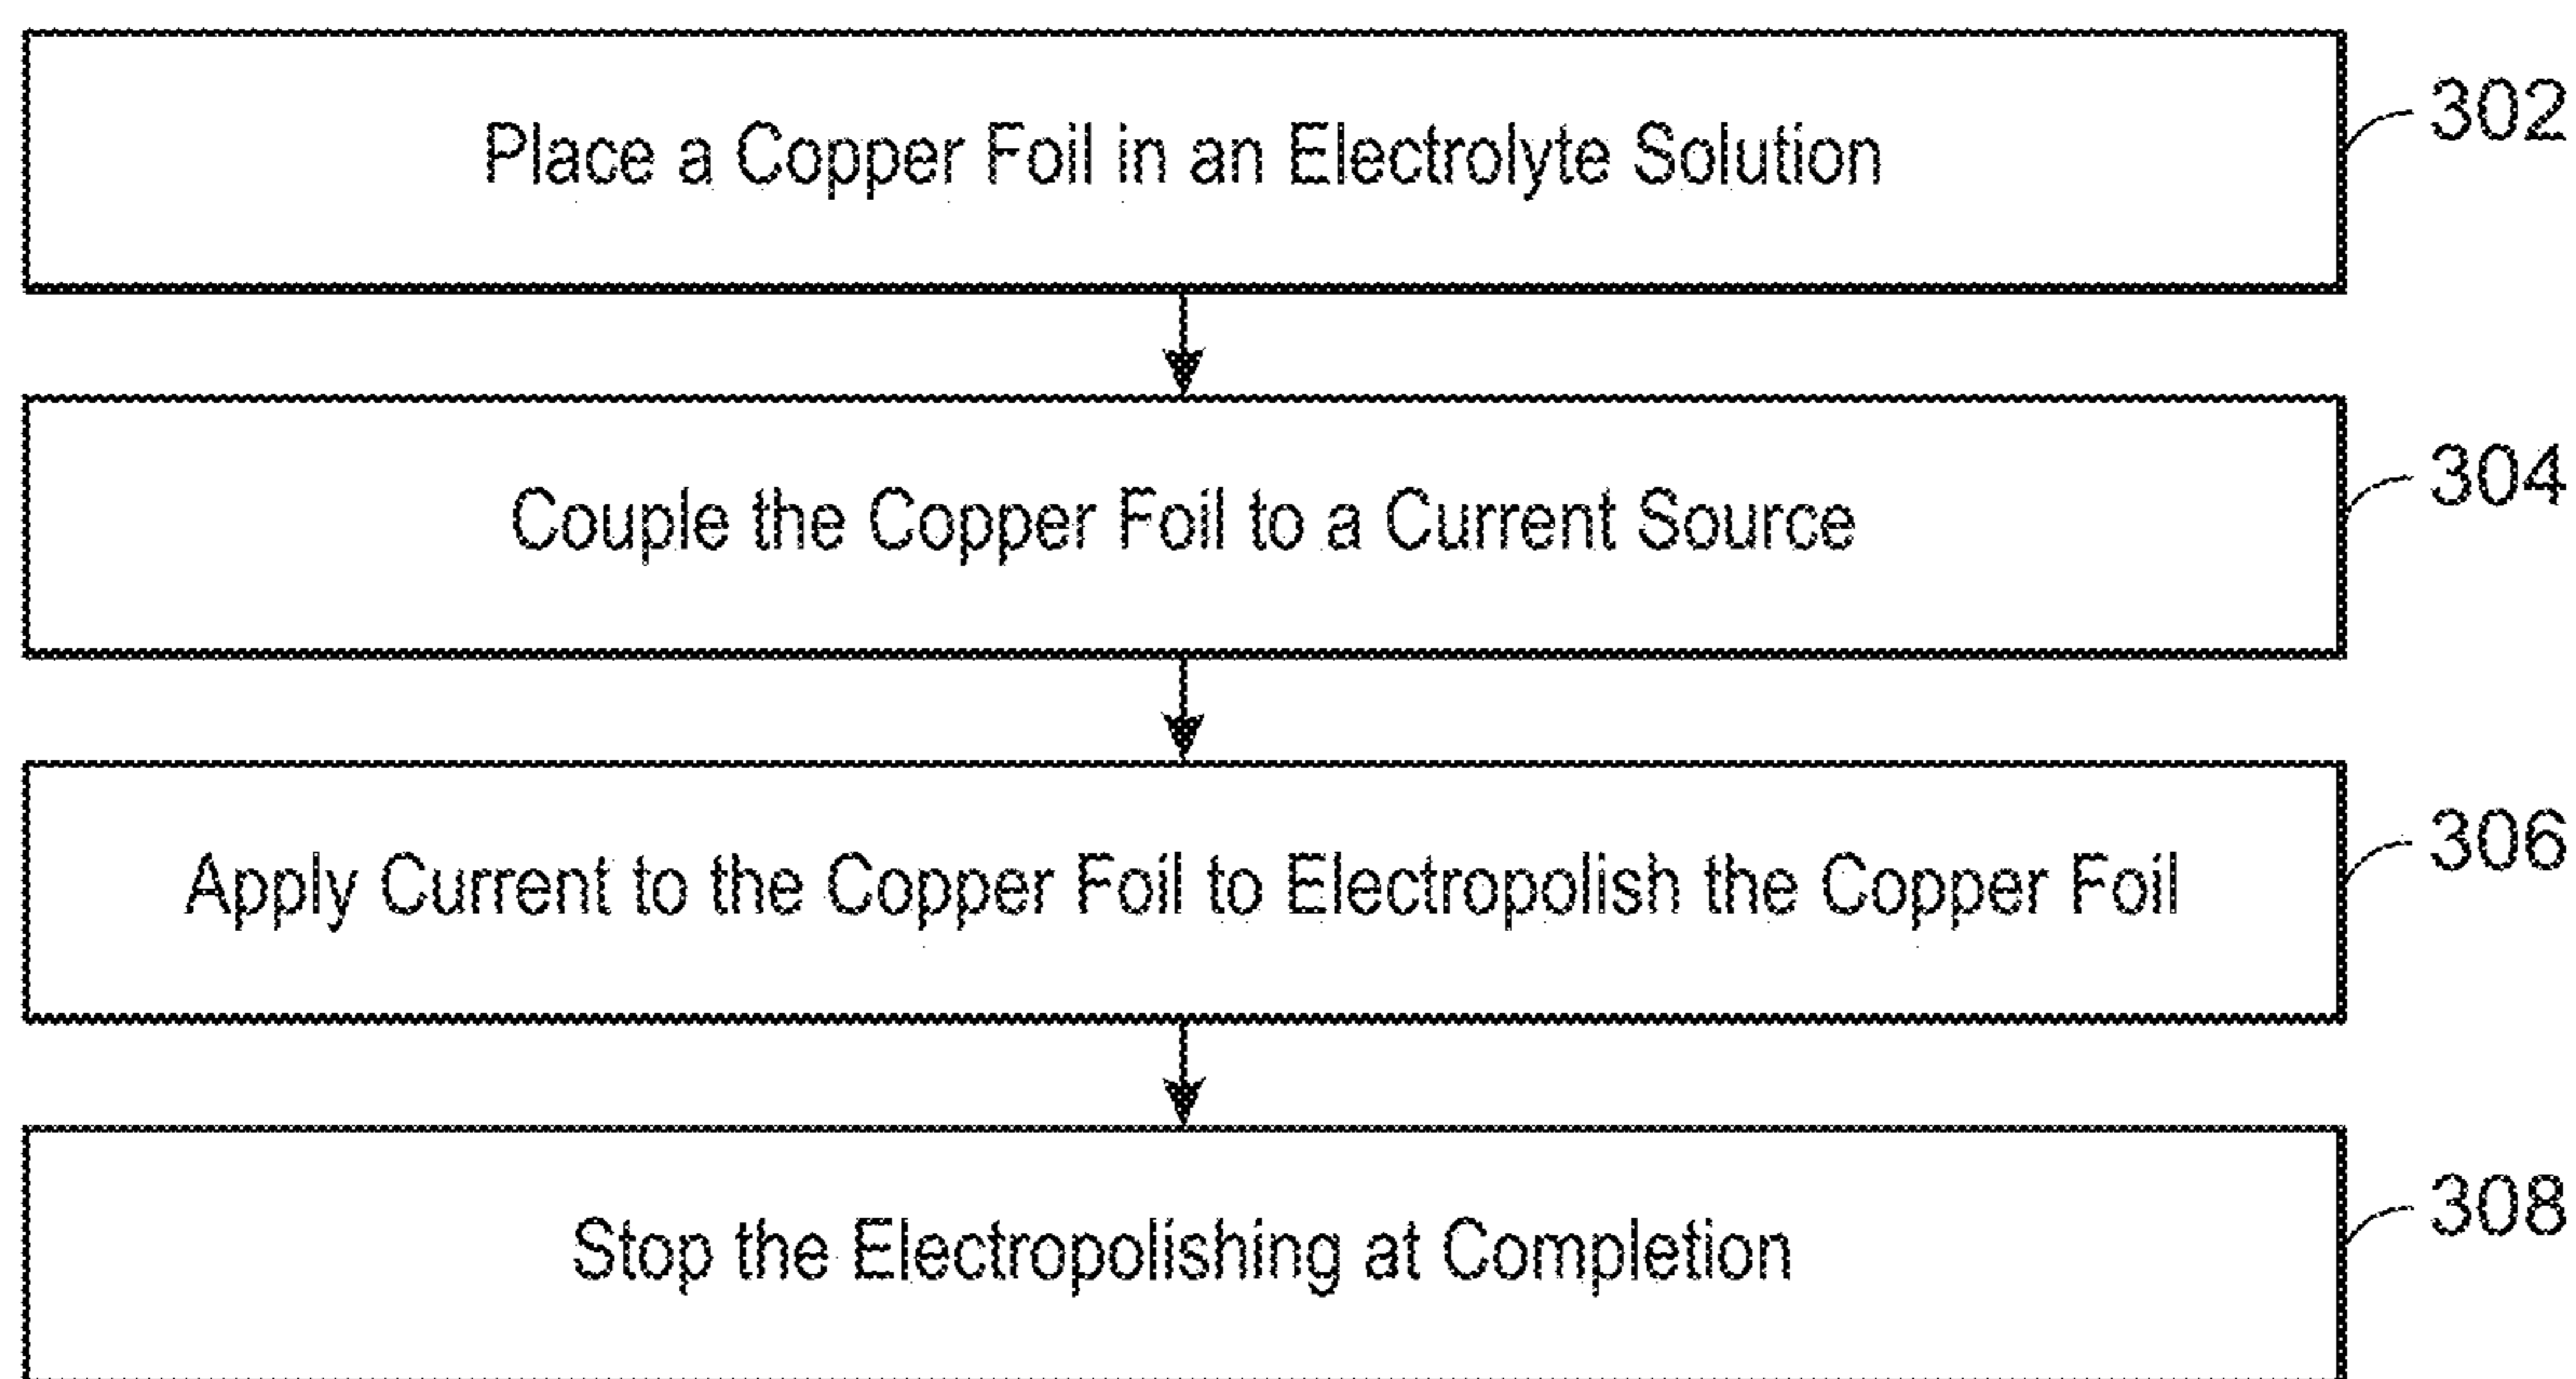 Place a Copper Foil in an Electrolyte Solution
302
Couple the Copper Foil to a Current Source
304
Apply Current to the Copper Foil to Electropolish the Copper Foil
306
Stop the Electropolishing at Completion
308